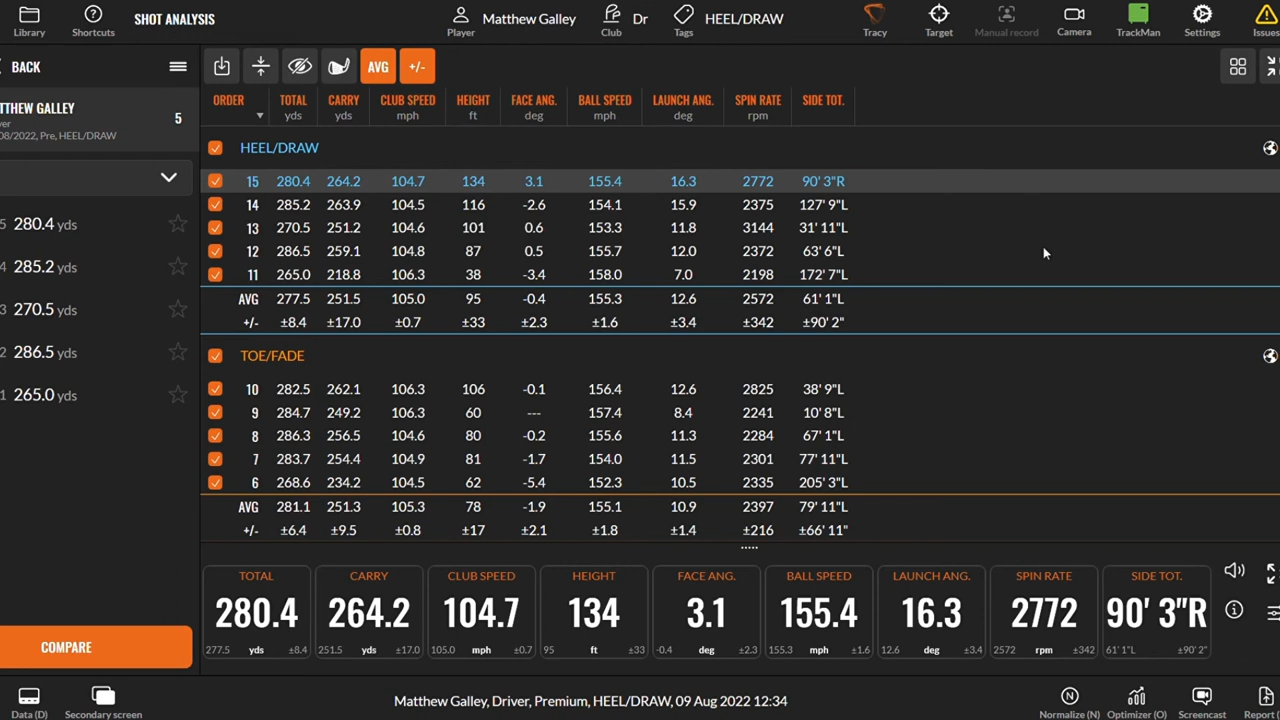 Library
Shortcuts
SHOT ANALYSIS
Player
Matthew Galley
Club
Dr
Tags
HEEL/DRAW
Tracy
Target
Manual record
Camera
TrackMan
Settings
Issues
BACK
AVG
+/-
TTHEW GALLEY
ver
08/2022, Pre, HEEL/DRAW
5
ORDER TOTAL CARRY CLUB SPEED HEIGHT FACE ANG. BALL SPEED LAUNCH ANG. SPIN RATE SIDE TOT.
yds yds mph ft deg mph deg rpm
HEEL/DRAW
15 280.4 264.2 104.7 134 3.1 155.4 16.3 2772 90' 3"R
14 285.2 263.9 104.5 116 -2.6 154.1 15.9 2375 127' 9"L
13 270.5 251.2 104.6 101 0.6 153.3 11.8 3144 31' 11"L
12 286.5 259.1 104.8 87 0.5 155.7 12.0 2372 63' 6"L
11 265.0 218.8 106.3 38 -3.4 158.0 7.0 2198 172' 7"L
AVG 277.5 251.5 105.0 95 -0.4 155.3 12.6 2572 61' 1"L
+/- ±8.4 ±17.0 ±0.7 ±33 ±2.3 ±1.6 ±3.4 ±342 ±90' 2"
TOE/FADE
10 282.5 262.1 106.3 106 -0.1 156.4 12.6 2825 38' 9"L
9 284.7 249.2 106.3 60 --- 157.4 8.4 2241 10' 8"L
8 286.3 256.5 104.6 80 -0.2 155.6 11.3 2284 67' 1"L
7 283.7 254.4 104.9 81 -1.7 154.0 11.5 2301 77' 11"L
6 268.6 234.2 104.5 62 -5.4 152.3 10.5 2335 205' 3"L
AVG 281.1 251.3 105.3 78 -1.9 155.1 10.9 2397 79' 11"L
+/- ±6.4 ±9.5 ±0.8 ±17 ±2.1 ±1.8 ±1.4 ±216 ±66' 11"
5 280.4 yds
4 285.2 yds
3 270.5 yds
2 286.5 yds
1 265.0 yds
COMPARE
TOTAL CARRY CLUB SPEED HEIGHT FACE ANG. BALL SPEED LAUNCH ANG. SPIN RATE SIDE TOT.
280.4 264.2 104.7 134 3.1 155.4 16.3 2772 90' 3"R
277.5 yds ±8.4 251.5 yds ±17.0 105.0 mph ±0.7 95 ft ±33 -0.4 deg ±2.3 155.3 mph ±1.6 12.6 deg ±3.4 2572 rpm ±342 61' 1"L ±90' 2"
Data (D)
Secondary screen
Matthew Galley, Driver, Premium, HEEL/DRAW, 09 Aug 2022 12:34
Normalize (N)
Optimizer (O)
Screencast
Report (